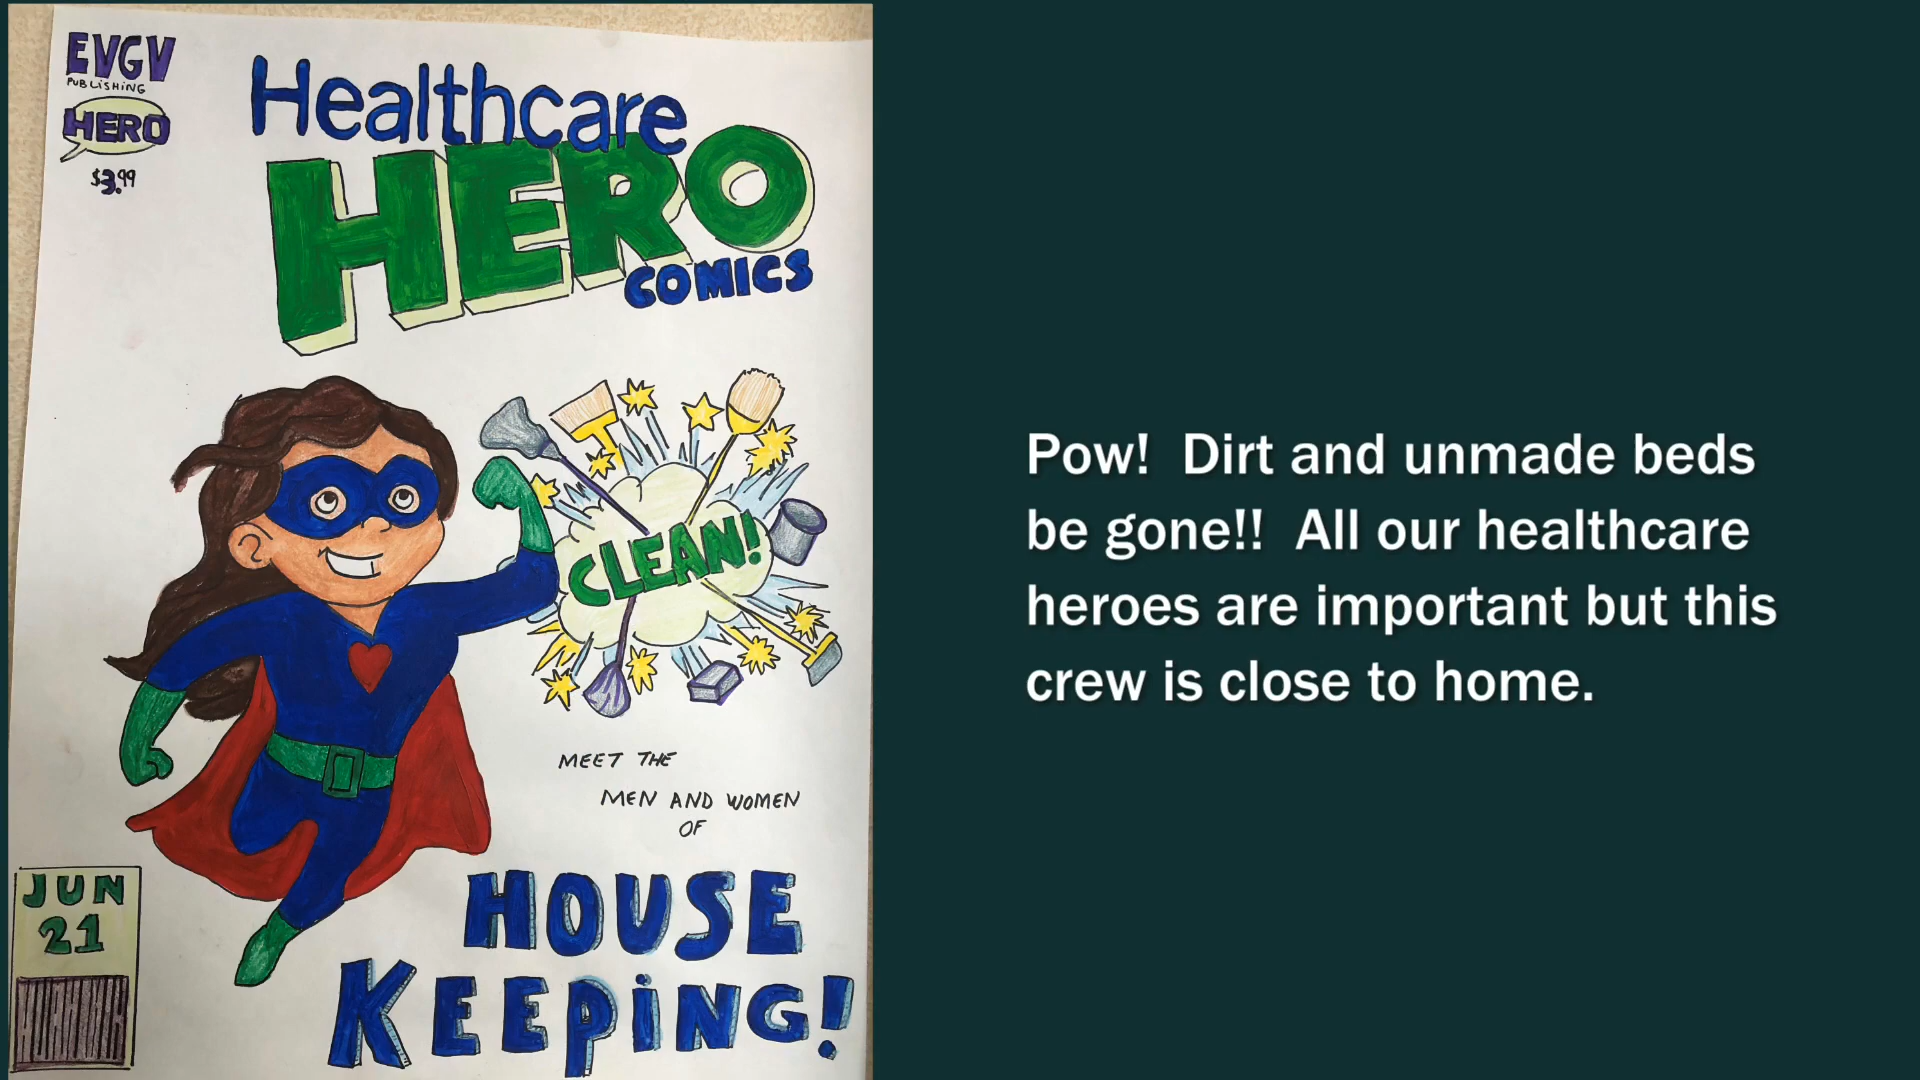 EVGV
PUBLISHING
HERO
$3.99
Healthcare
HERO
COMICS
CLEAN!
MEET THE
MEN AND WOMEN
OF
HOUSE
KEEPiNG!
JUN
21
Pow!  Dirt and unmade beds
be gone!!  All our healthcare
heroes are important but this
crew is close to home.